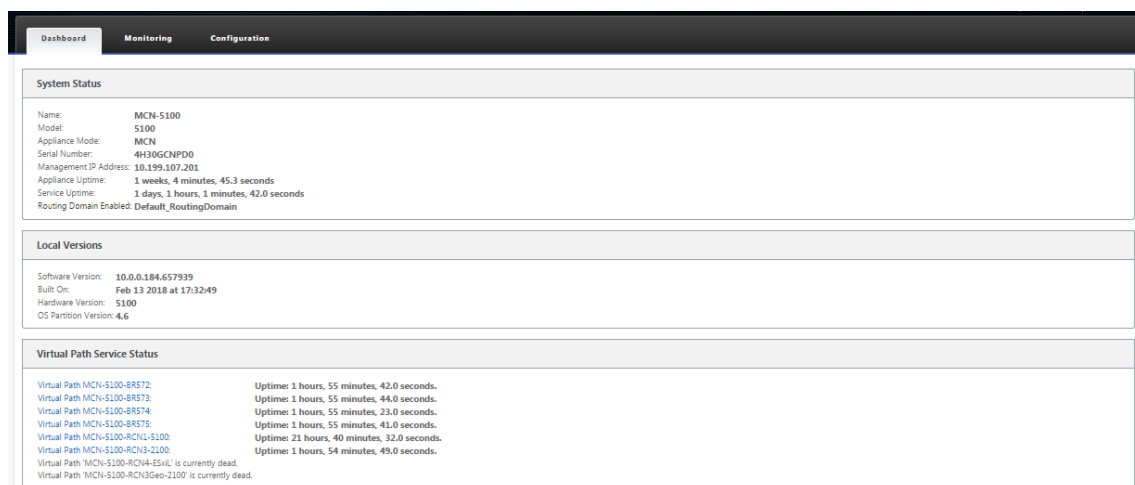 Dashboard Monitoring Configuration
System Status
Name: MCN-5100
Model: 5100
Appliance Mode: MCN
Serial Number: 4H30GCNPD0
Management IP Address: 10.199.107.201
Appliance Uptime: 1 weeks, 4 minutes, 45.3 seconds
Service Uptime: 1 days, 1 hours, 1 minutes, 42.0 seconds
Routing Domain Enabled: Default_RoutingDomain
Local Versions
Software Version: 10.0.0.184.657939
Built On: Feb 13 2018 at 17:32:49
Hardware Version: 5100
OS Partition Version: 4.6
Virtual Path Service Status
Virtual Path MCN-5100-BR572: Uptime: 1 hours, 55 minutes, 42.0 seconds.
Virtual Path MCN-5100-BR573: Uptime: 1 hours, 55 minutes, 44.0 seconds.
Virtual Path MCN-5100-BR574: Uptime: 1 hours, 55 minutes, 23.0 seconds.
Virtual Path MCN-5100-BR575: Uptime: 1 hours, 55 minutes, 41.0 seconds.
Virtual Path MCN-5100-RCN1-5100: Uptime: 21 hours, 40 minutes, 32.0 seconds.
Virtual Path MCN-5100-RCN3-2100: Uptime: 1 hours, 54 minutes, 49.0 seconds.
Virtual Path 'MCN-5100-RCN4-ESxiL' is currently dead.
Virtual Path 'MCN-5100-RCN3Geo-2100' is currently dead.